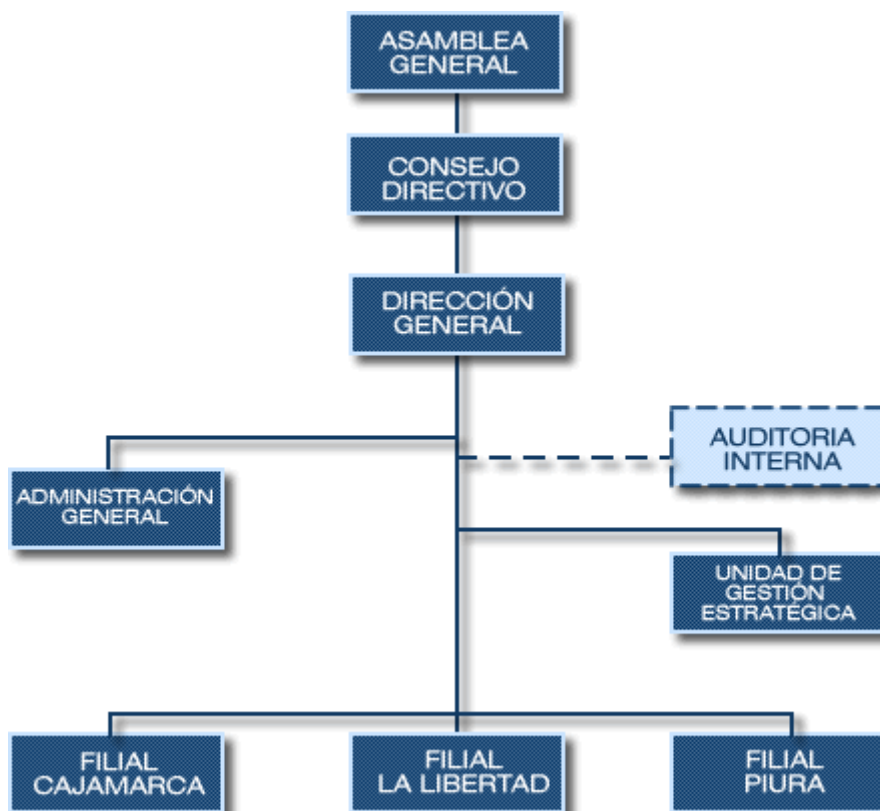 ASAMBLEA
GENERAL
CONSEJO
DIRECTIVO
DIRECCIÓN
GENERAL
AUDITORIA
INTERNA
ADMINISTRACIÓN
GENERAL
UNIDAD DE
GESTIÓN
ESTRATÉGICA
FILIAL
CAJAMARCA
FILIAL
LA LIBERTAD
FILIAL
PIURA